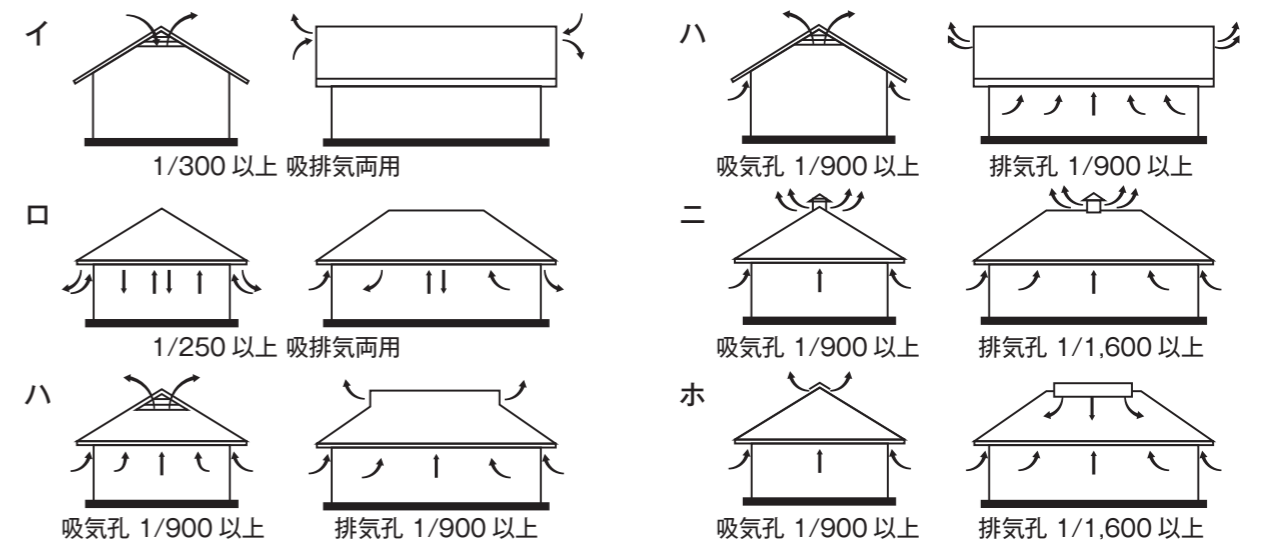 イ
1/300 以上 吸排気両用
ロ
1/250 以上 吸排気両用
ハ
吸気孔 1/900 以上 排気孔 1/900 以上
ハ
吸気孔 1/900 以上 排気孔 1/900 以上
ニ
吸気孔 1/900 以上 排気孔 1/1,600 以上
ホ
吸気孔 1/900 以上 排気孔 1/1,600 以上